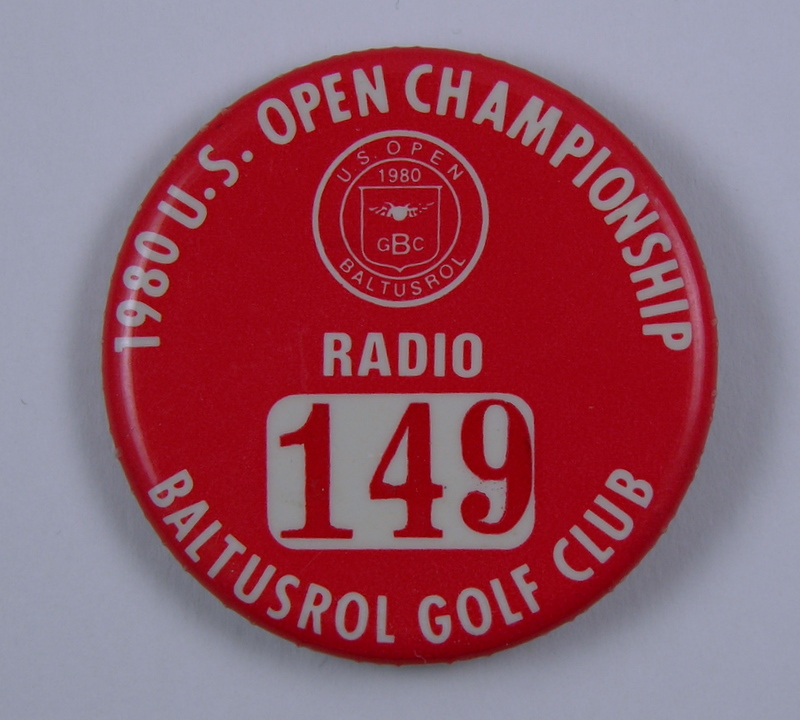 1980 U.S. OPEN CHAMPIONSHIP
U.S. OPEN
1980
GBC
BALTUSROL
RADIO
149
BALTUSROL GOLF CLUB